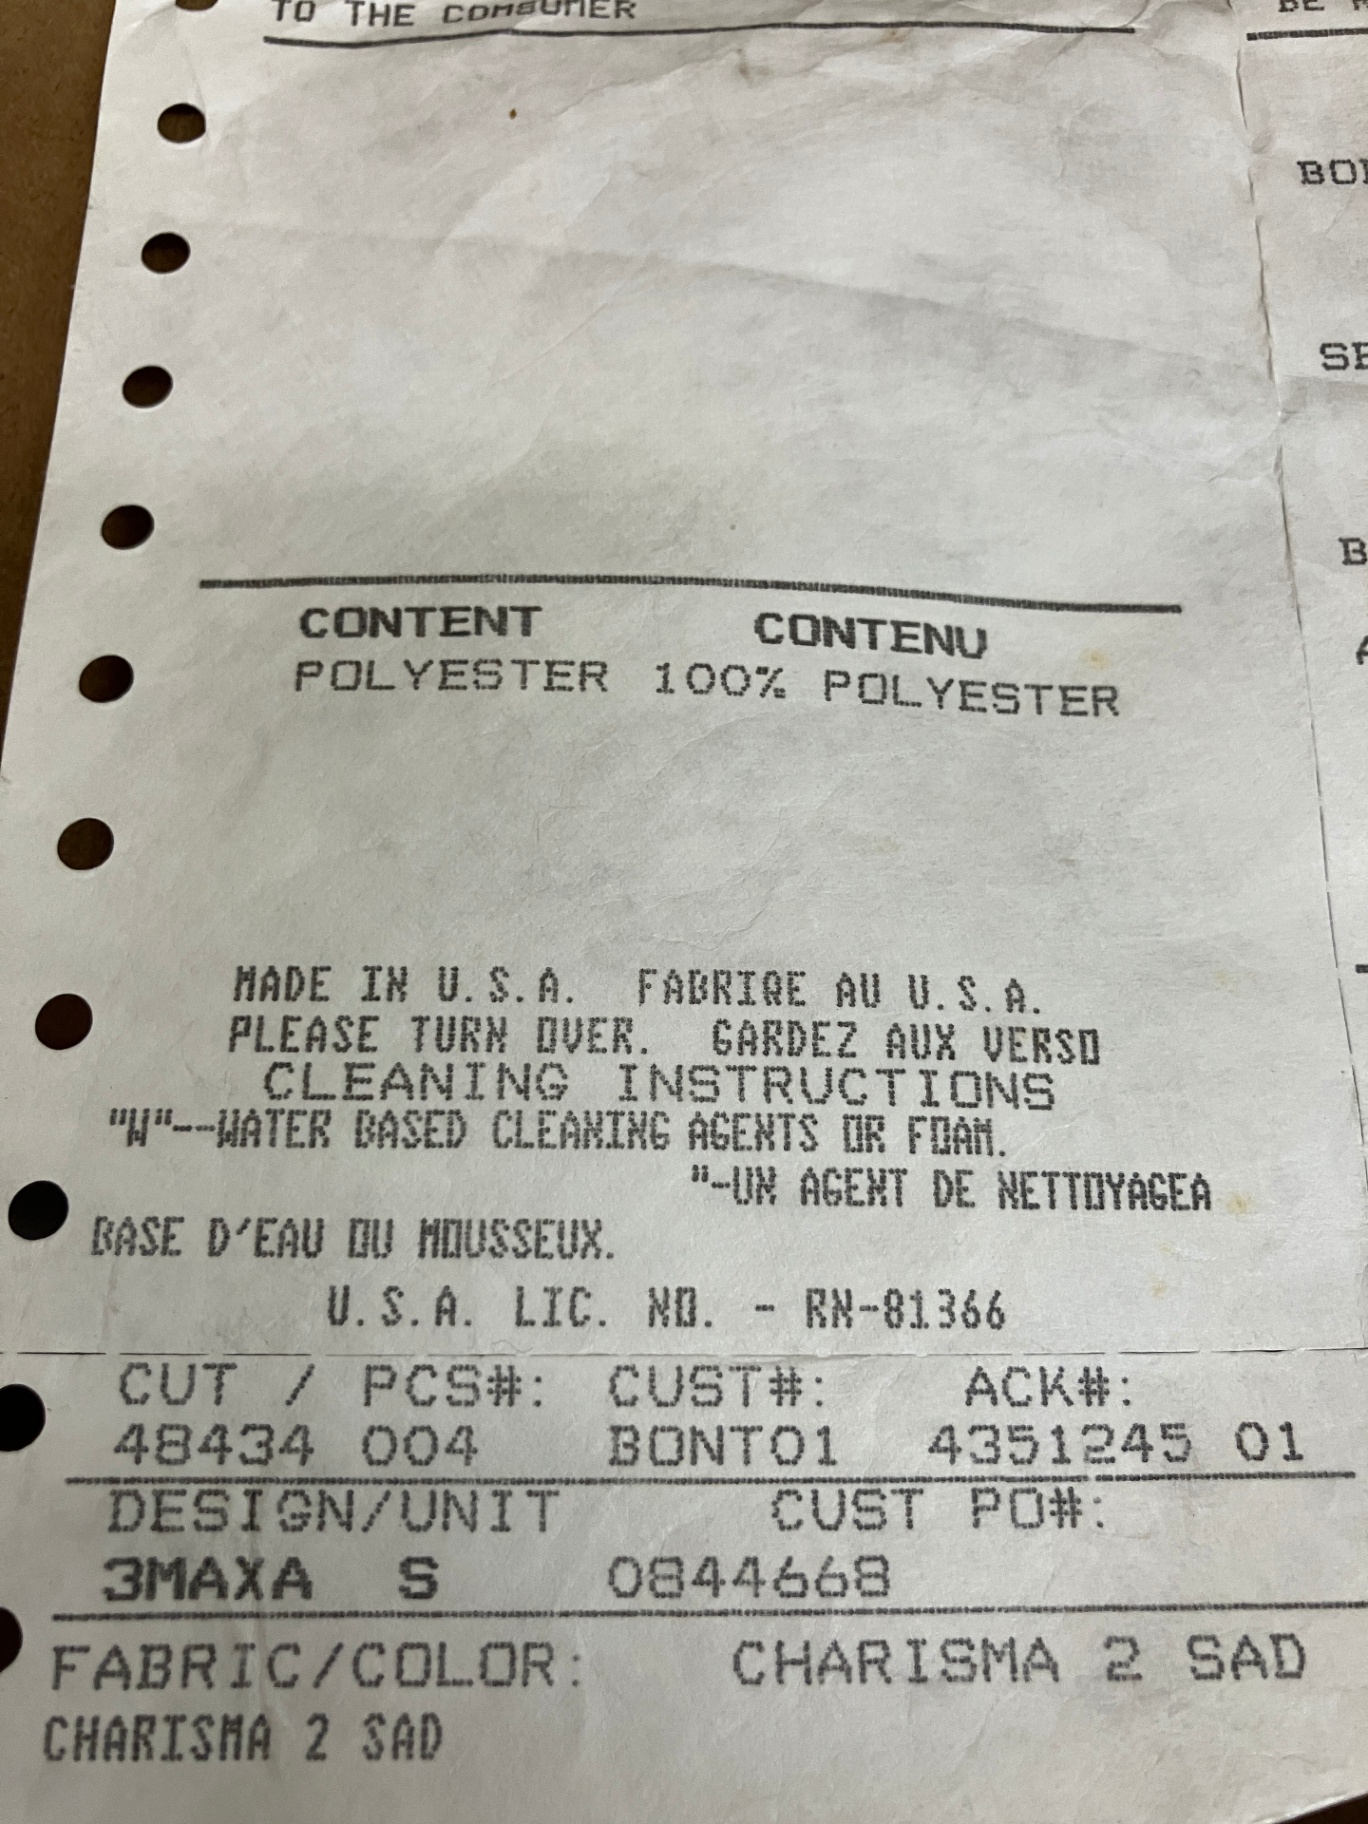 TO THE CONSUMER
BE
BOD
SE
CONTENT CONTENU
POLYESTER 100% POLYESTER
MADE IN U.S.A. FABRIQE AU U.S.A.
PLEASE TURN OVER. GARDEZ AUX VERSO
CLEANING INSTRUCTIONS
"W"--WATER BASED CLEANING AGENTS OR FOAM.
"-UN AGENT DE NETTOYAGEA
BASE D'EAU OU MOUSSEUX.
U.S.A. LIC. NO. - RN-81366
CUT / PCS#: CUST#: ACK#:
48434 004 BONT01 4351245 01
DESIGN/UNIT CUST PO#:
3MAXA S 0844668
FABRIC/COLOR: CHARISMA 2 SAD
CHARISMA 2 SAD